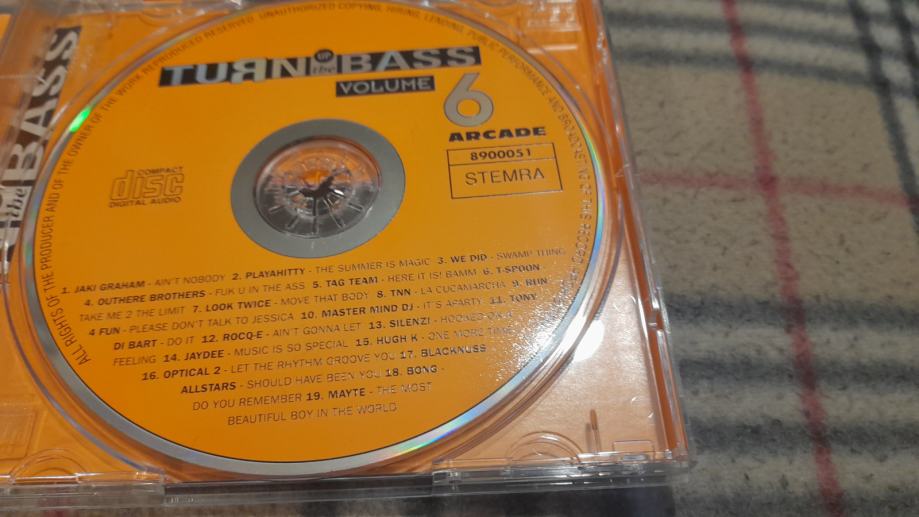 TURN UP the BASS
VOLUME 6
ARCADE
8900051
STEMRA
COMPACT
disc
DIGITAL AUDIO
1. JAKI GRAHAM - AIN'T NOBODY 2. PLAYAHITTY - THE SUMMER IS MAGIC 3. WE DID - SWAMP THING
4. OUTHERE BROTHERS - FUK U IN THE ASS 5. TAG TEAM - HERE IT IS! BAMM 6. T-SPOON -
TAKE ME 2 THE LIMIT 7. LOOK TWICE - MOVE THAT BODY 8. TNN - LA CUCAMARCHA 9. RUN
4 FUN - PLEASE DON'T TALK TO JESSICA 10. MASTER MIND DJ - IT'S APARTY 11. TONY
DI BART - DO IT 12. ROCQ-E - AIN'T GONNA LET 13. SILENZI - HOOKED ON A
FEELING 14. JAYDEE - MUSIC IS SO SPECIAL 15. HUGH K - ONE MORE TIME
16. OPTICAL 2 - LET THE RHYTHM GROOVE YOU 17. BLACKNUSS
ALLSTARS - SHOULD HAVE BEEN YOU 18. BONG -
DO YOU REMEMBER 19. MAYTE - THE MOST
BEAUTIFUL BOY IN THE WORLD
ALL RIGHTS OF THE PRODUCER AND OF THE OWNER OF THE WORK REPRODUCED RESERVED. UNAUTHORIZED COPYING, HIRING, LENDING, PUBLIC PERFORMANCE AND BROADCASTING OF THIS RECORD
the BASS